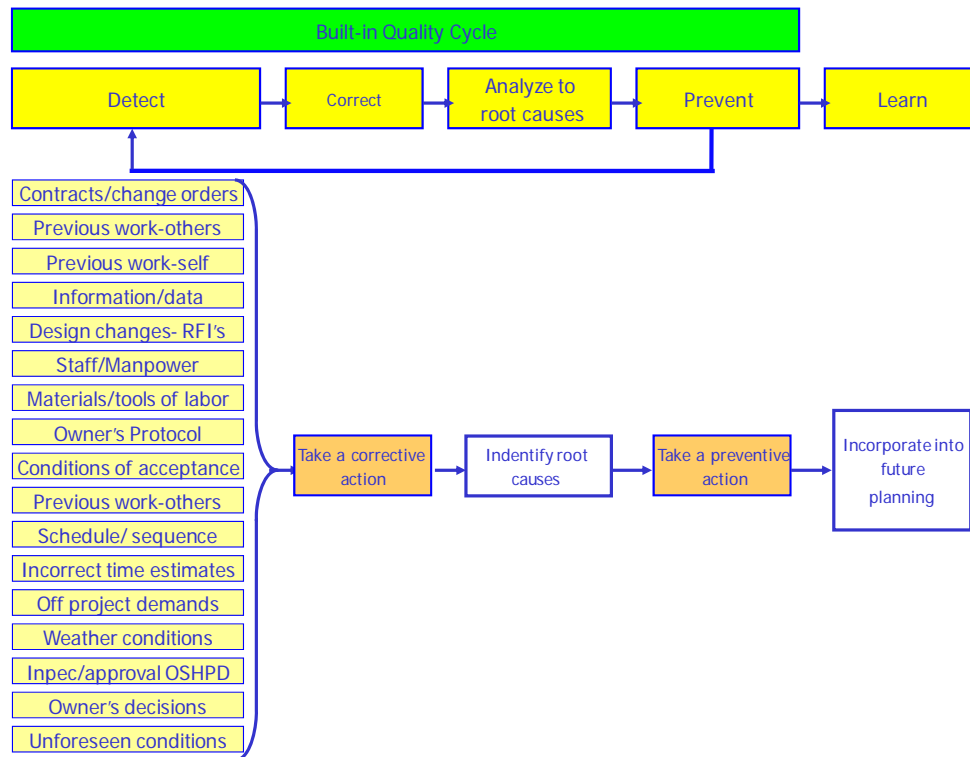 Built-in Quality Cycle
Detect
Correct
Analyze to
root causes
Prevent
Learn
Contracts/change orders
Previous work-others
Previous work-self
Information/data
Design changes- RFI's
Staff/Manpower
Materials/tools of labor
Owner's Protocol
Conditions of acceptance
Previous work-others
Schedule/ sequence
Incorrect time estimates
Off project demands
Weather conditions
Inpec/approval OSHPD
Owner's decisions
Unforeseen conditions
Take a corrective
action
Indentify root
causes
Take a preventive
action
Incorporate into
future
planning